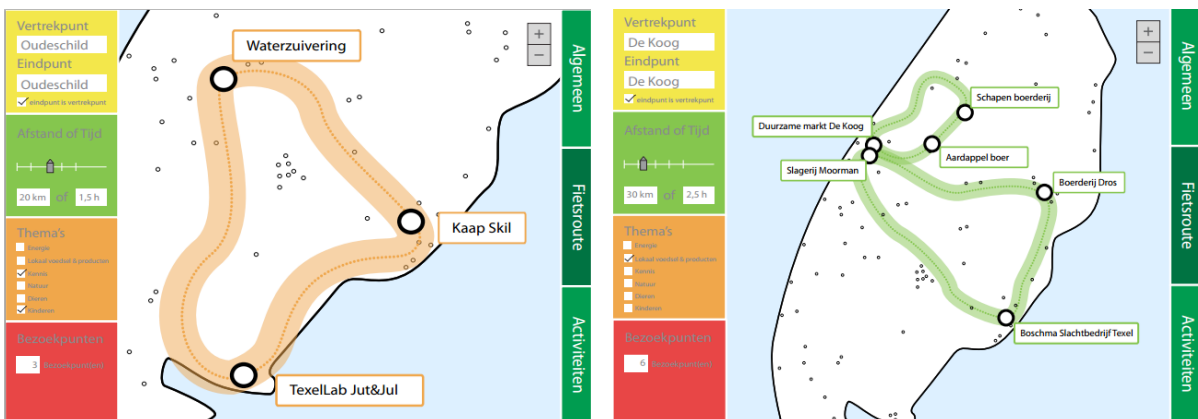 Vertrekpunt
Oudeschild
Eindpunt
Oudeschild
eindpunt is vertrekpunt
Afstand of Tijd
20 km of 1,5 h
Thema's
Energie
Lokaal voedsel & producten
Kennis
Natuur
Dieren
Kinderen
Bezoekpunten
3 Bezoekpunt(en)
Waterzuivering
Kaap Skil
TexelLab Jut&Jul
+
−
Algemeen
Fietsroute
Activiteiten
Vertrekpunt
De Koog
Eindpunt
De Koog
eindpunt is vertrekpunt
Afstand of Tijd
30 km of 2,5 h
Thema's
Energie
Lokaal voedsel & producten
Kennis
Natuur
Dieren
Kinderen
Bezoekpunten
6 Bezoekpunt(en)
Schapen boerderij
Duurzame markt De Koog
Aardappel boer
Slagerij Moorman
Boerderij Dros
Boschma Slachtbedrijf Texel
+
−
Algemeen
Fietsroute
Activiteiten